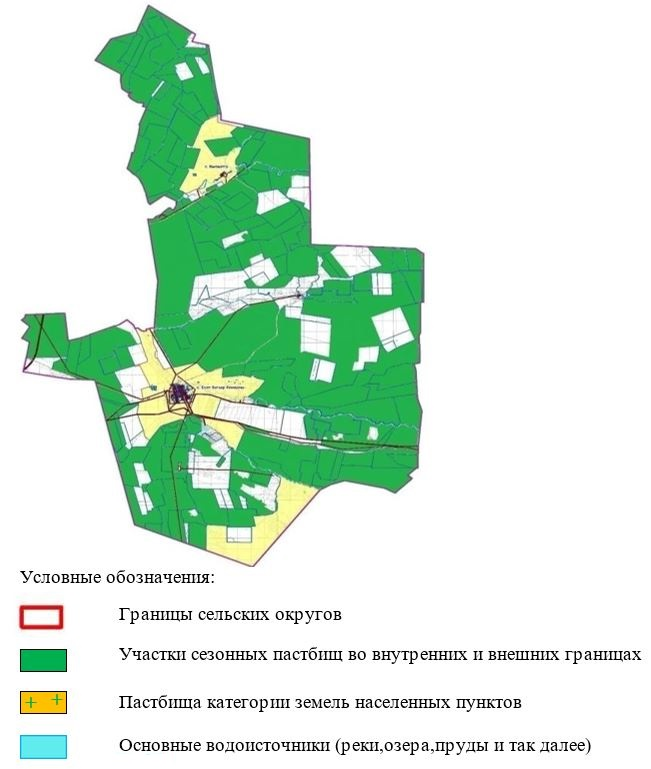 Условные обозначения:
Границы сельских округов
Участки сезонных пастбищ во внутренних и внешних границах
Пастбища категории земель населенных пунктов
Основные водоисточники (реки,озера,пруды и так далее)